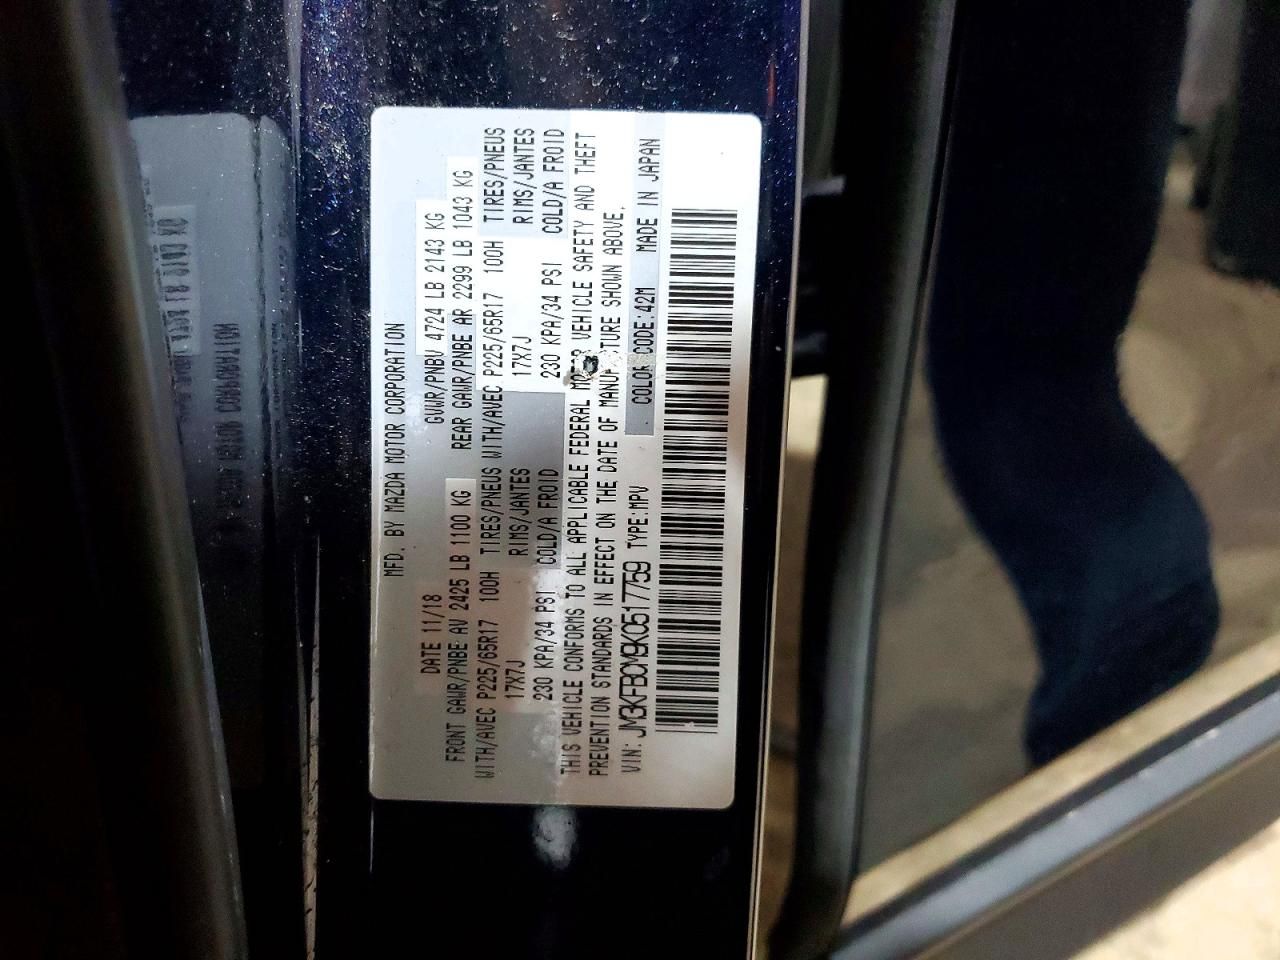 MFD. BY MAZDA MOTOR CORPORATION
DATE 11/18 GVWR/PNBV 4724 LB 2143 KG
FRONT GAWR/PNBE AV 2425 LB 1100 KG REAR GAWR/PNBE AR 2299 LB 1043 KG
WITH/AVEC P225/65R17 100H TIRES/PNEUS WITH/AVEC P225/65R17 100H TIRES/PNEUS
17X7J RIMS/JANTES 17X7J RIMS/JANTES
230 KPA/34 PSI COLD/A FROID 230 KPA/34 PSI COLD/A FROID
THIS VEHICLE CONFORMS TO ALL APPLICABLE FEDERAL MOTOR VEHICLE SAFETY AND THEFT
PREVENTION STANDARDS IN EFFECT ON THE DATE OF MANUFACTURE SHOWN ABOVE.
VIN: JM3KFBCM9K0517759 TYPE:MPV COLOR CODE:42M MADE IN JAPAN